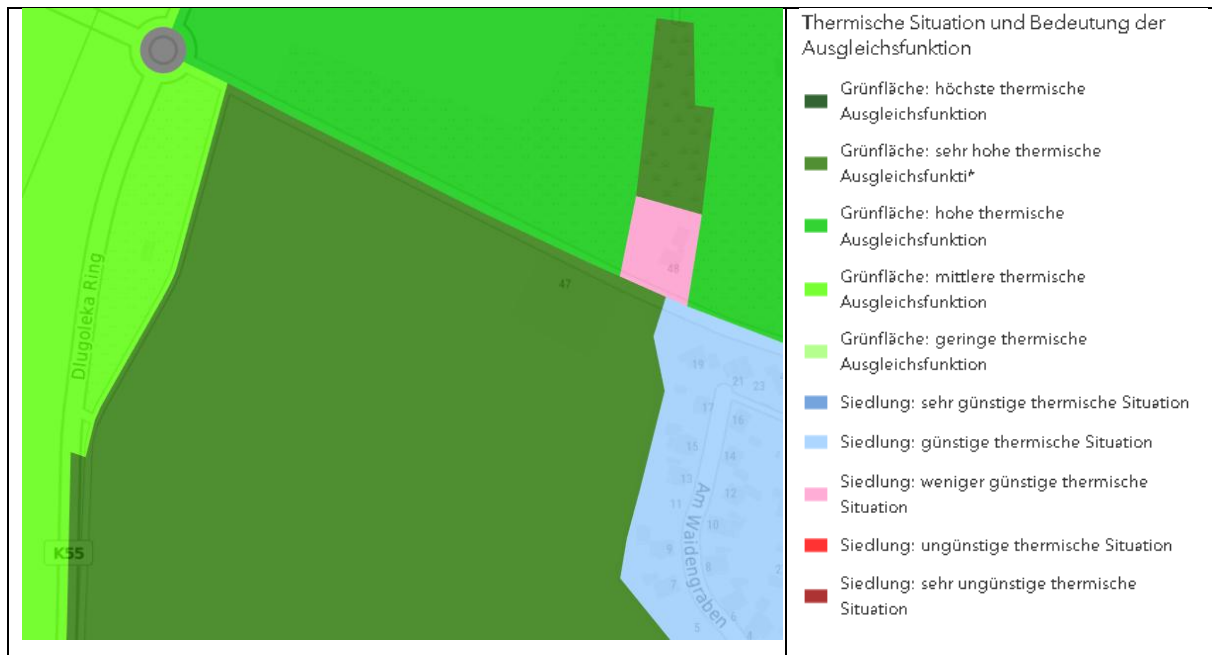 Thermische Situation und Bedeutung der
Ausgleichsfunktion
Grünfläche: höchste thermische
Ausgleichsfunktion
Grünfläche: sehr hohe thermische
Ausgleichsfunkti*
Grünfläche: hohe thermische
Ausgleichsfunktion
Grünfläche: mittlere thermische
Ausgleichsfunktion
Grünfläche: geringe thermische
Ausgleichsfunktion
Siedlung: sehr günstige thermische Situation
Siedlung: günstige thermische Situation
Siedlung: weniger günstige thermische
Situation
Siedlung: ungünstige thermische Situation
Siedlung: sehr ungünstige thermische
Situation
Dlugoleka Ring
K55
47
48
19
21
23
17
16
15
14
13
12
11
10
9
8
7
6
5
4
Am Waidengraben